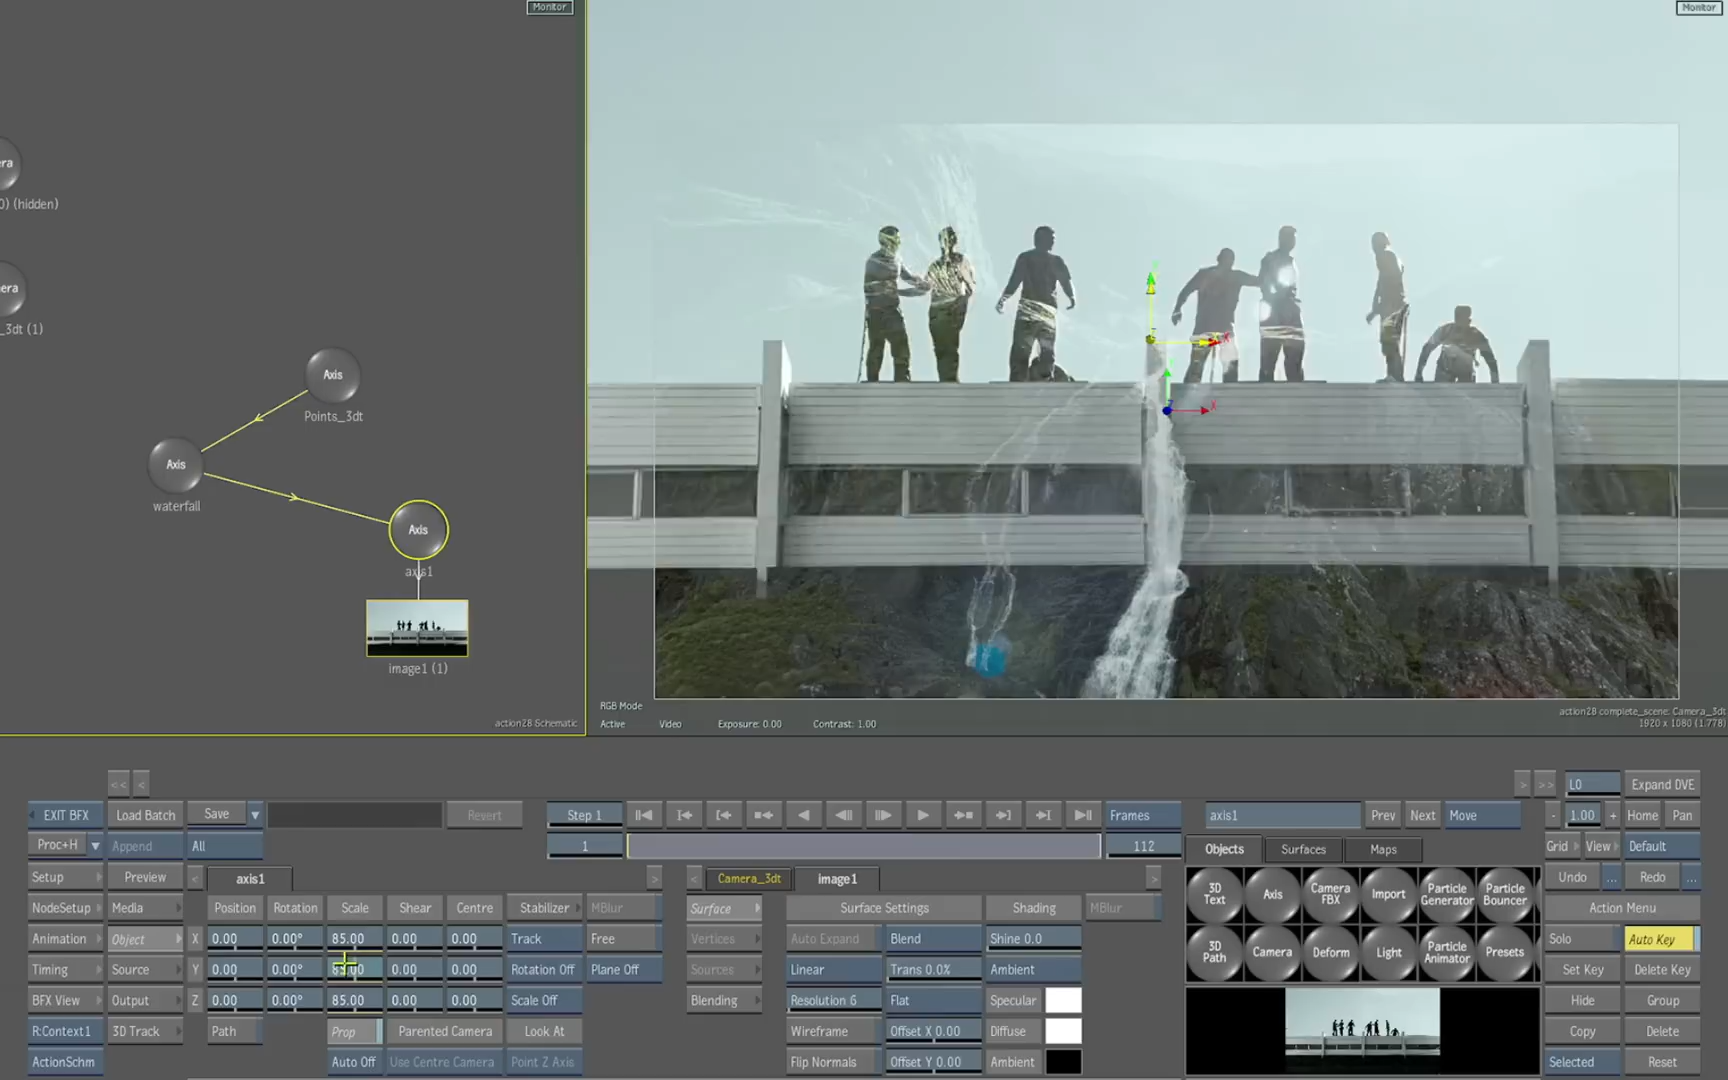 Monitor
Monitor
era
0) (hidden)
era
_3dt (1)
Axis
Points_3dt
Axis
waterfall
Axis
axis1
image1 (1)
action28 Schematic
X
X
RGB Mode
Active Video Exposure: 0.00 Contrast: 1.00
action28 complete_scene: Camera_3dt
1920 x 1080 (1.778)
<< < > >> L0 Expand DVE
EXIT BFX Load Batch Save Revert Step 1 Frames axis1 Prev Next Move - 1.00 + Home Pan
Proc+H Append All 1 112 Objects Surfaces Maps Grid View Default
Setup Preview < axis1 > < Camera_3dt image1 > Undo ... Redo ...
NodeSetup Media Position Rotation Scale Shear Centre Stabilizer MBlur Surface Surface Settings Shading MBlur Action Menu
3D Text Axis Camera FBX Import Particle Generator Particle Bouncer
Animation Object X 0.00 0.00° 85.00 0.00 0.00 Track Free Vertices Auto Expand Blend Shine 0.0 Solo Auto Key
3D Path Camera Deform Light Particle Animator Presets
Timing Source Y 0.00 0.00° 85.00 0.00 0.00 Rotation Off Plane Off Sources Linear Trans 0.0% Ambient Set Key Delete Key
BFX View Output Z 0.00 0.00° 85.00 0.00 0.00 Scale Off Blending Resolution 6 Flat Specular Hide Group
R:Context1 3D Track Path Prop Parented Camera Look At Wireframe Offset X 0.00 Diffuse Copy Delete
ActionSchm Auto Off Use Centre Camera Point Z Axis Flip Normals Offset Y 0.00 Ambient Selected Reset